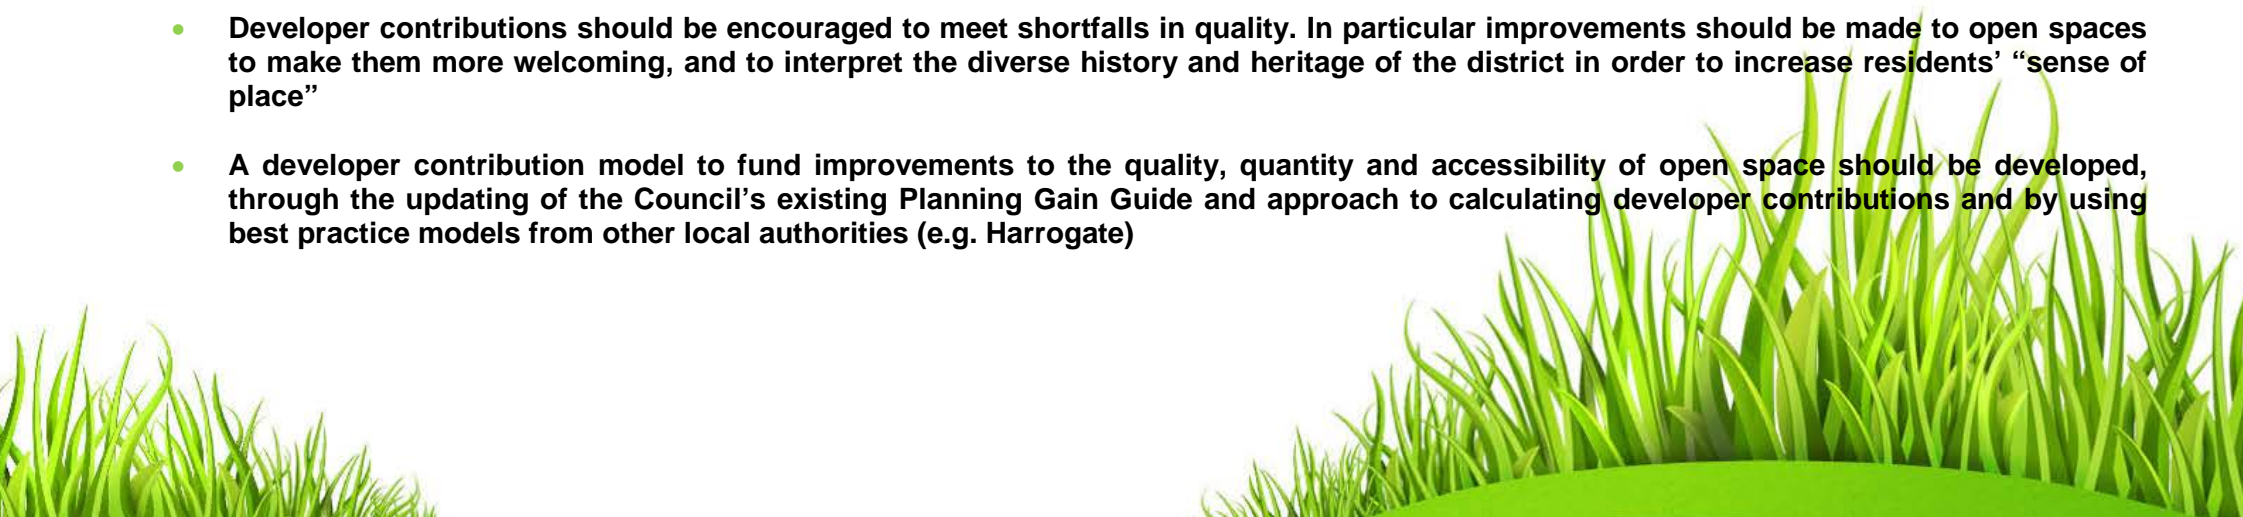 • Developer contributions should be encouraged to meet shortfalls in quality. In particular improvements should be made to open spaces
to make them more welcoming, and to interpret the diverse history and heritage of the district in order to increase residents’ “sense of
place”
• A developer contribution model to fund improvements to the quality, quantity and accessibility of open space should be developed,
through the updating of the Council’s existing Planning Gain Guide and approach to calculating developer contributions and by using
best practice models from other local authorities (e.g. Harrogate)